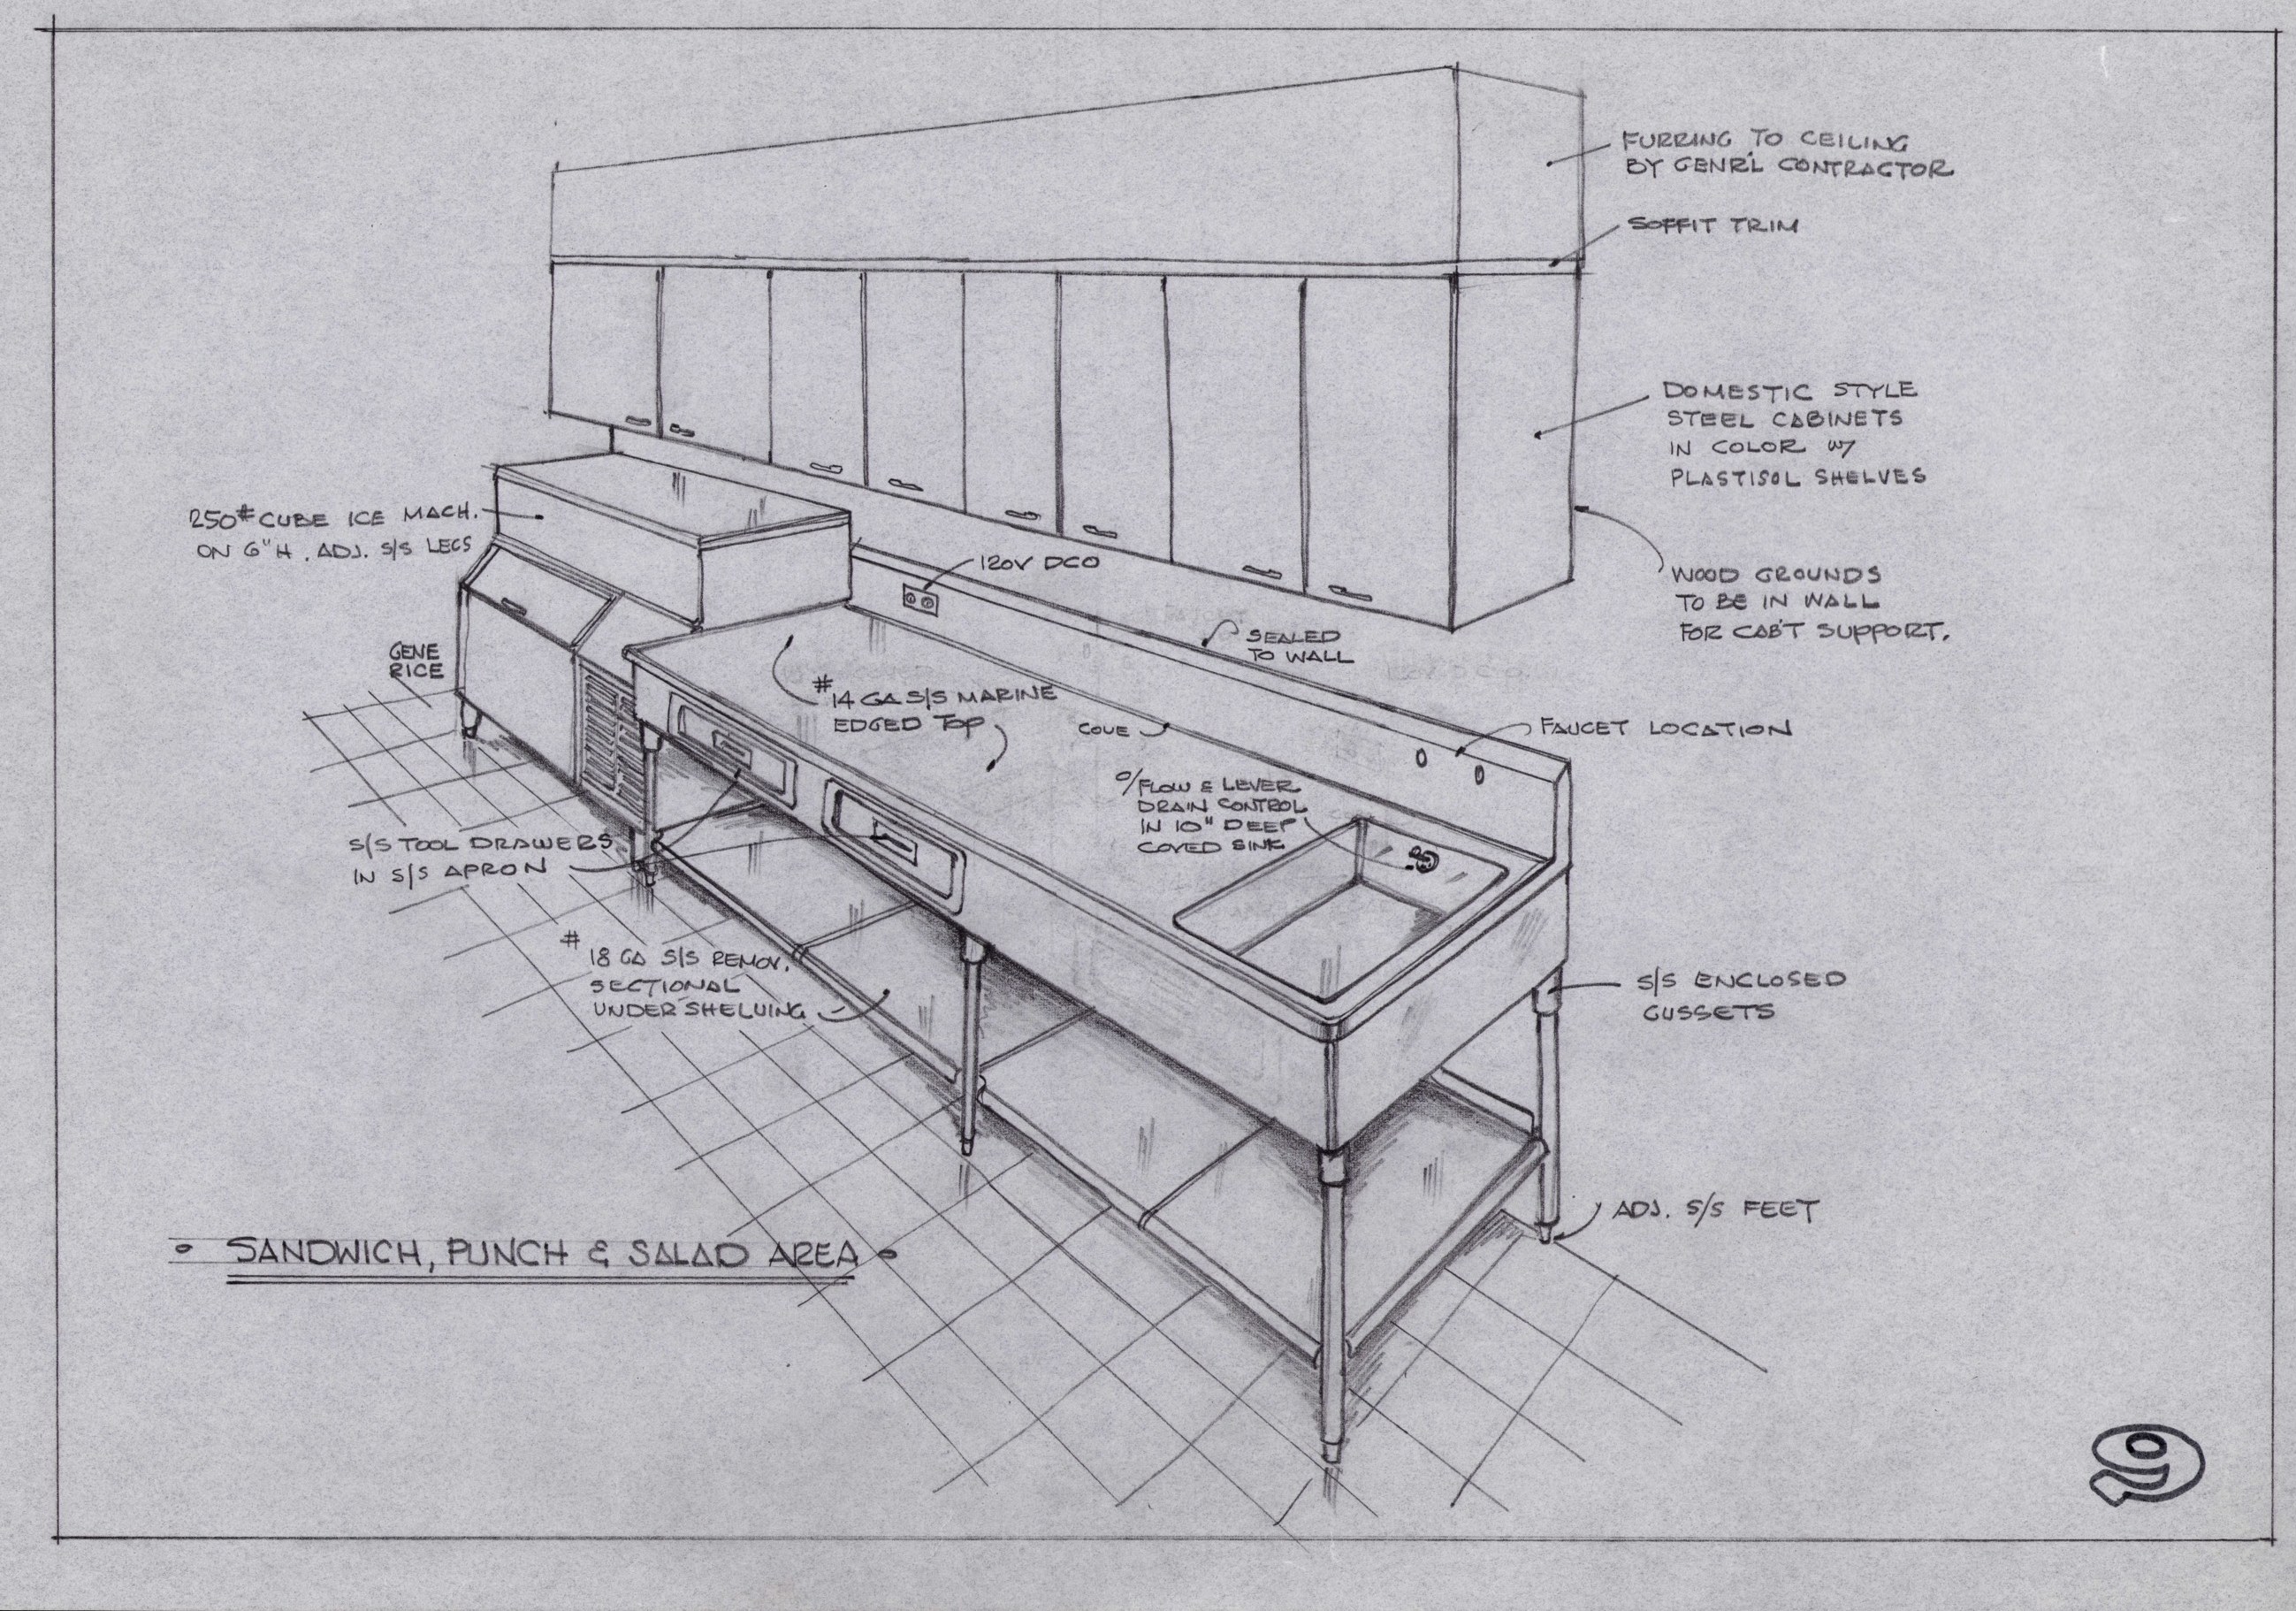 FURRING TO CEILING
BY GENR'L CONTRACTOR
SOFFIT TRIM
DOMESTIC STYLE
STEEL CABINETS
IN COLOR W/
PLASTISOL SHELVES
250# CUBE ICE MACH.
ON 6"H. ADJ. S/S LEGS
120V DCO
WOOD GROUNDS
TO BE IN WALL
FOR CAB'T SUPPORT.
SEALED
TO WALL
GENE
RICE
# 14 GA S/S MARINE
EDGED TOP
COVE
FAUCET LOCATION
O/FLOW & LEVER
DRAIN CONTROL
IN 10" DEEP
COVED SINK
S/S TOOL DRAWERS
IN S/S APRON
# 18 GA S/S REMOV.
SECTIONAL
UNDERSHELVING
S/S ENCLOSED
GUSSETS
ADJ. S/S FEET
SANDWICH, PUNCH & SALAD AREA
9